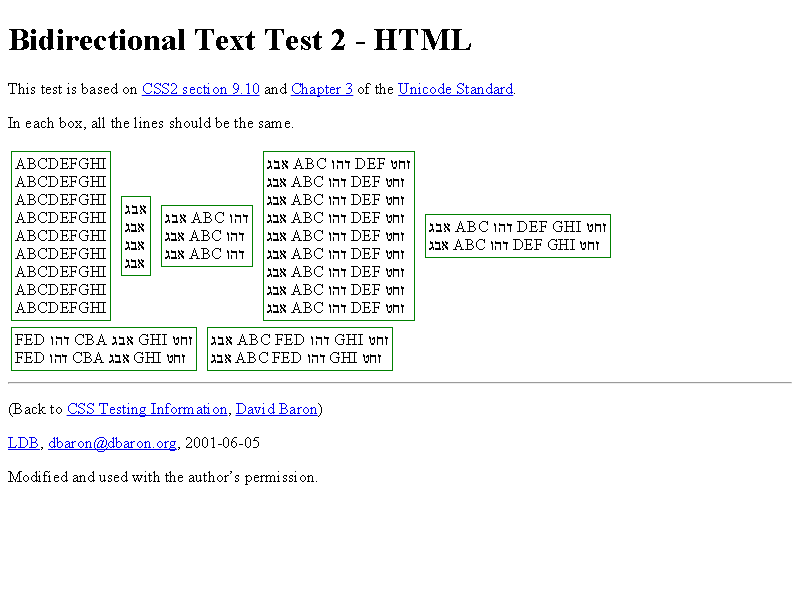 Bidirectional Text Test 2 - HTML
This test is based on CSS2 section 9.10 and Chapter 3 of the Unicode Standard.
In each box, all the lines should be the same.
ABCDEFGHI
ABCDEFGHI
ABCDEFGHI
ABCDEFGHI
ABCDEFGHI
ABCDEFGHI
ABCDEFGHI
ABCDEFGHI
ABCDEFGHI
אבג
אבג
אבג
אבג
אבג ABC דהו
אבג ABC דהו
אבג ABC דהו
אבג ABC דהו DEF זחט
אבג ABC דהו DEF זחט
אבג ABC דהו DEF זחט
אבג ABC דהו DEF זחט
אבג ABC דהו DEF זחט
אבג ABC דהו DEF זחט
אבג ABC דהו DEF זחט
אבג ABC דהו DEF זחט
אבג ABC דהו DEF זחט
אבג ABC דהו DEF GHI זחט
אבג ABC דהו DEF GHI זחט
FED דהו CBA אבג GHI זחט
FED דהו CBA אבג GHI זחט
אבג ABC FED דהו GHI זחט
אבג ABC FED דהו GHI זחט
(Back to CSS Testing Information, David Baron)
LDB, dbaron@dbaron.org, 2001-06-05
Modified and used with the author’s permission.